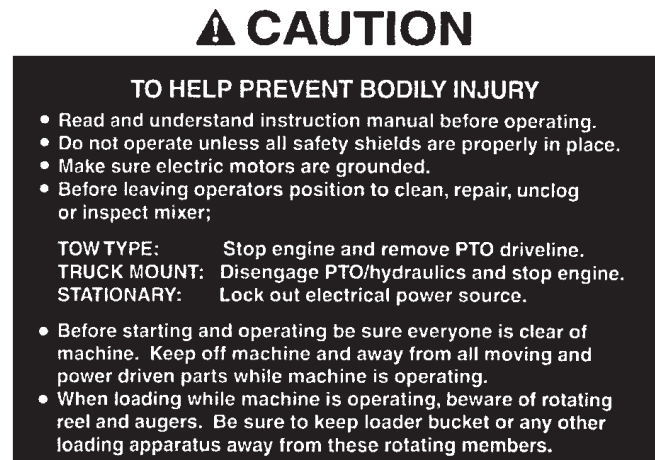 CAUTION
TO HELP PREVENT BODILY INJURY
• Read and understand instruction manual before operating.
• Do not operate unless all safety shields are properly in place.
• Make sure electric motors are grounded.
• Before leaving operators position to clean, repair, unclog
or inspect mixer;
TOW TYPE: Stop engine and remove PTO driveline.
TRUCK MOUNT: Disengage PTO/hydraulics and stop engine.
STATIONARY: Lock out electrical power source.
• Before starting and operating be sure everyone is clear of
machine. Keep off machine and away from all moving and
power driven parts while machine is operating.
• When loading while machine is operating, beware of rotating
reel and augers. Be sure to keep loader bucket or any other
loading apparatus away from these rotating members.